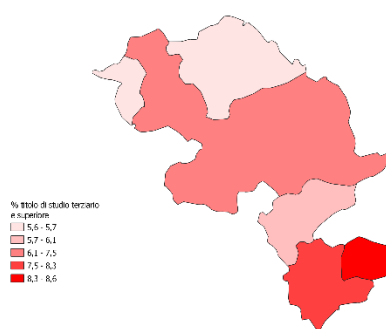 % titolo di studio terziario
e superiore
5,6 - 5,7
5,7 - 6,1
6,1 - 7,5
7,5 - 8,3
8,3 - 8,6